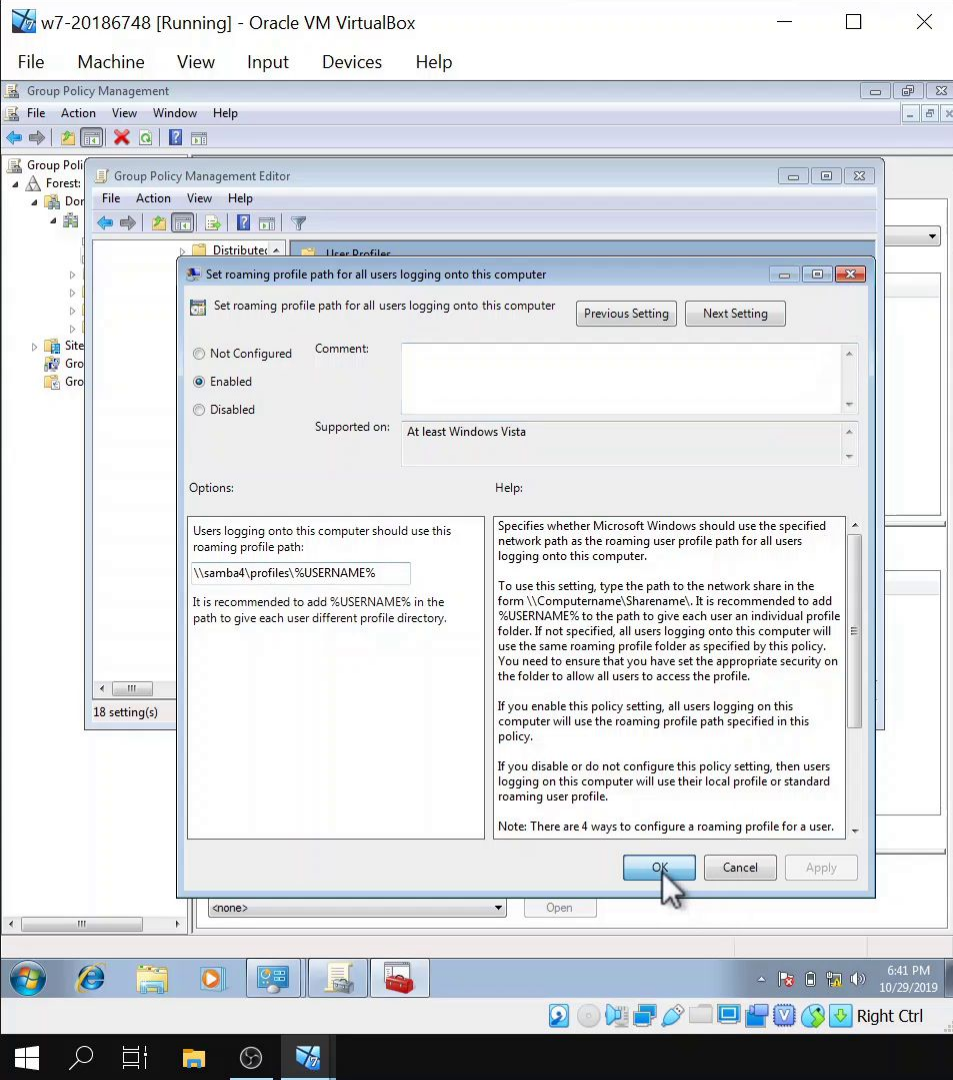 w7-20186748 [Running] - Oracle VM VirtualBox
File Machine View Input Devices Help
Group Policy Management
File Action View Window Help
Group Poli
Forest:
Dor
Site
Gro
Gro
Group Policy Management Editor
File Action View Help
Distributed
User Profiles
18 setting(s)
Set roaming profile path for all users logging onto this computer
Set roaming profile path for all users logging onto this computer
Previous Setting Next Setting
Not Configured
Enabled
Disabled
Comment:
Supported on:
At least Windows Vista
Options:
Help:
Users logging onto this computer should use this
roaming profile path:
\\samba4\profiles\%USERNAME%
It is recommended to add %USERNAME% in the
path to give each user different profile directory.
Specifies whether Microsoft Windows should use the specified
network path as the roaming user profile path for all users
logging onto this computer.
To use this setting, type the path to the network share in the
form \\Computername\Sharename\. It is recommended to add
%USERNAME% to the path to give each user an individual profile
folder. If not specified, all users logging onto this computer will
use the same roaming profile folder as specified by this policy.
You need to ensure that you have set the appropriate security on
the folder to allow all users to access the profile.
If you enable this policy setting, all users logging on this
computer will use the roaming profile path specified in this
policy.
If you disable or do not configure this policy setting, then users
logging on this computer will use their local profile or standard
roaming user profile.
Note: There are 4 ways to configure a roaming profile for a user.
OK Cancel Apply
<none> Open
6:41 PM
10/29/2019
Right Ctrl